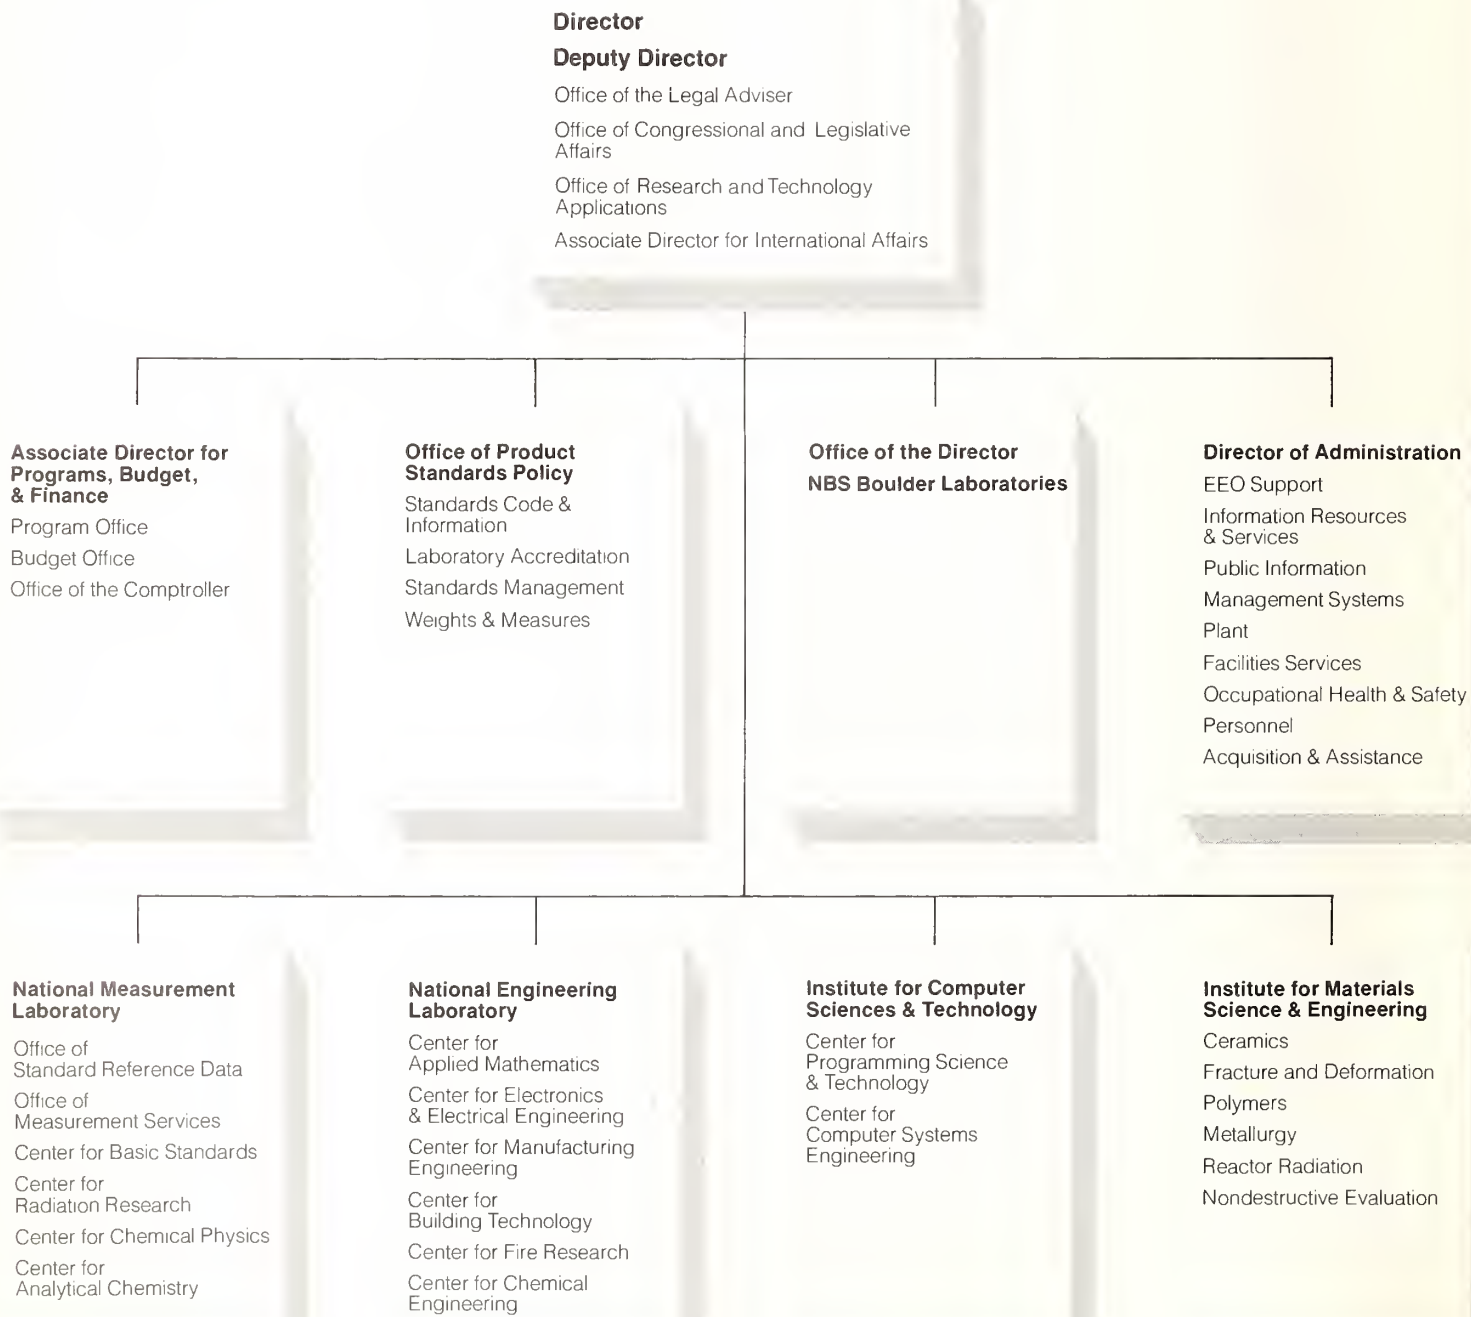 Director
Deputy Director
Office of the Legal Adviser
Office of Congressional and Legislative
Affairs
Office of Research and Technology
Applications
Associate Director for International Affairs
Associate Director for
Programs, Budget,
& Finance
Program Office
Budget Office
Office of the Comptroller
Office of Product
Standards Policy
Standards Code &
Information
Laboratory Accreditation
Standards Management
Weights & Measures
Office of the Director
NBS Boulder Laboratories
Director of Administration
EEO Support
Information Resources
& Services
Public Information
Management Systems
Plant
Facilities Services
Occupational Health & Safety
Personnel
Acquisition & Assistance
National Measurement
Laboratory
Office of
Standard Reference Data
Office of
Measurement Services
Center for Basic Standards
Center for
Radiation Research
Center for Chemical Physics
Center for
Analytical Chemistry
National Engineering
Laboratory
Center for
Applied Mathematics
Center for Electronics
& Electrical Engineering
Center for Manufacturing
Engineering
Center for
Building Technology
Center for Fire Research
Center for Chemical
Engineering
Institute for Computer
Sciences & Technology
Center for
Programming Science
& Technology
Center for
Computer Systems
Engineering
Institute for Materials
Science & Engineering
Ceramics
Fracture and Deformation
Polymers
Metallurgy
Reactor Radiation
Nondestructive Evaluation